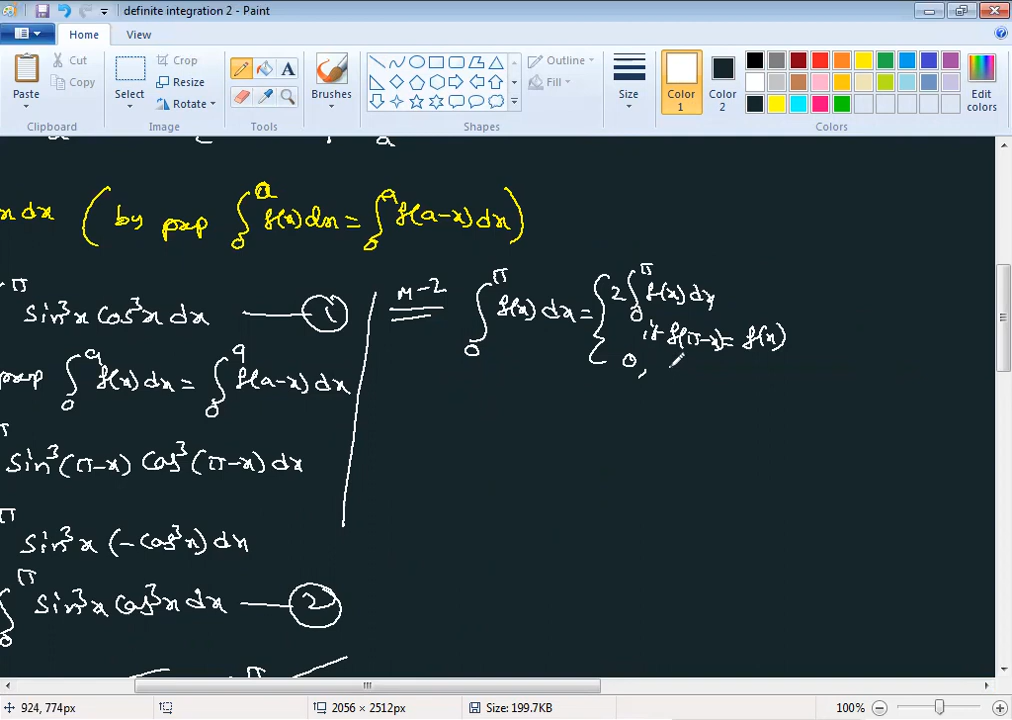 definite integration 2 - Paint
Home View
Paste
Cut
Copy
Clipboard
Select
Crop
Resize
Rotate
Image
Tools
Brushes
Shapes
Outline
Fill
Size
Color 1
Color 2
Edit colors
Colors
x dx (by prop ∫₀ᵃ f(x)dx = ∫₀ᵃ f(a-x)dx)
π sin³x cos³x dx — ①
prop ∫₀ᵃ f(x)dx = ∫₀ᵃ f(a-x)dx
π sin³(π-x) cos³(π-x) dx
π sin³x (-cos³x) dx
∫₀^π sin³x cos³x dx — ②
M-2 ∫₀^π f(x) dx = { 2∫₀^π f(x) dx
if f(π-x) = f(x)
0,
π
924, 774px
2056 × 2512px
Size: 199.7KB
100%